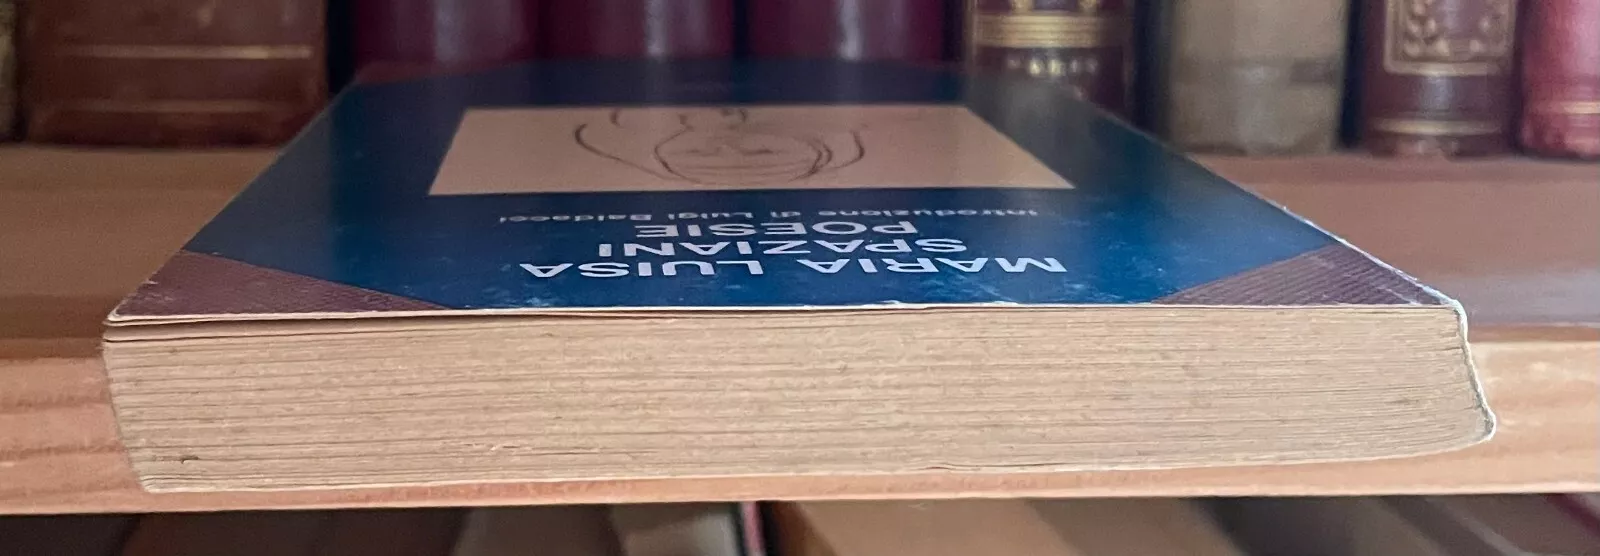 MARIA LUISA
SPAZIANI
POESIE
Introduzione di Luigi Baldacci